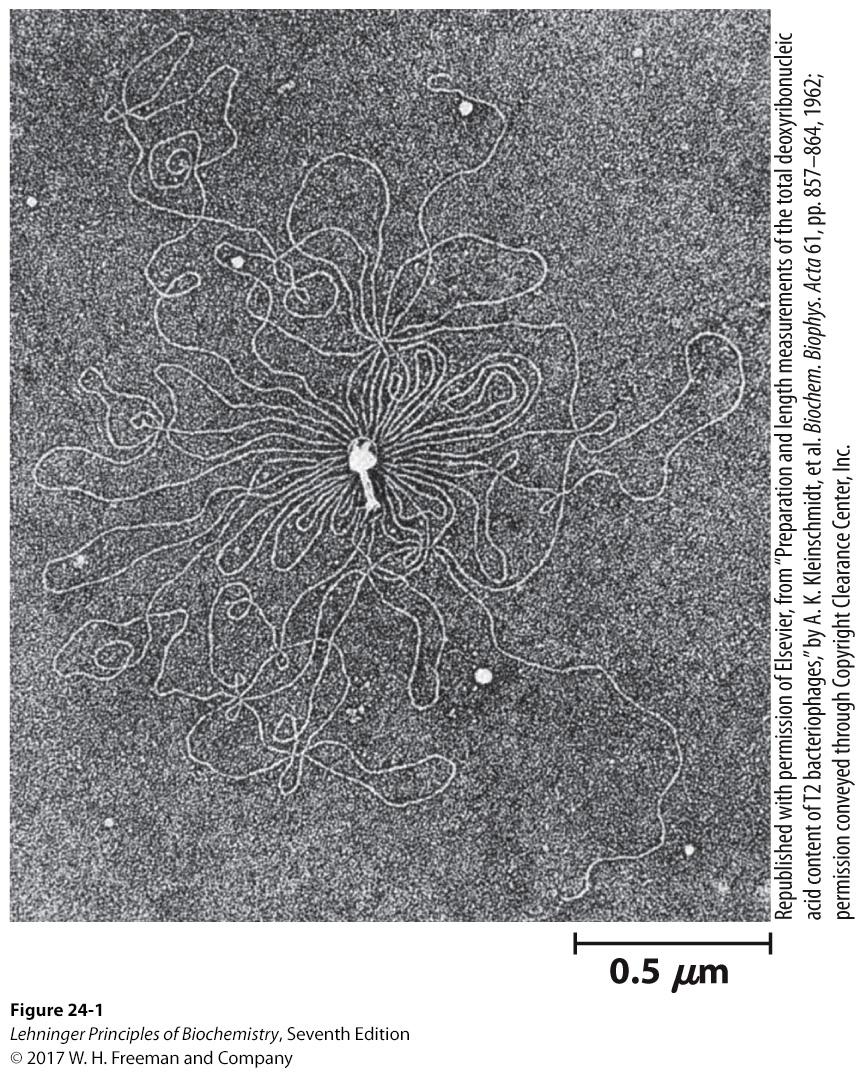 Republished with permission of Elsevier, from “Preparation and length measurements of the total deoxyribonucleic
acid content of T2 bacteriophages,” by A. K. Kleinschmidt, et al. Biochem. Biophys. Acta 61, pp. 857–864, 1962;
permission conveyed through Copyright Clearance Center, Inc.
0.5 μm
Figure 24-1
Lehninger Principles of Biochemistry, Seventh Edition
© 2017 W. H. Freeman and Company